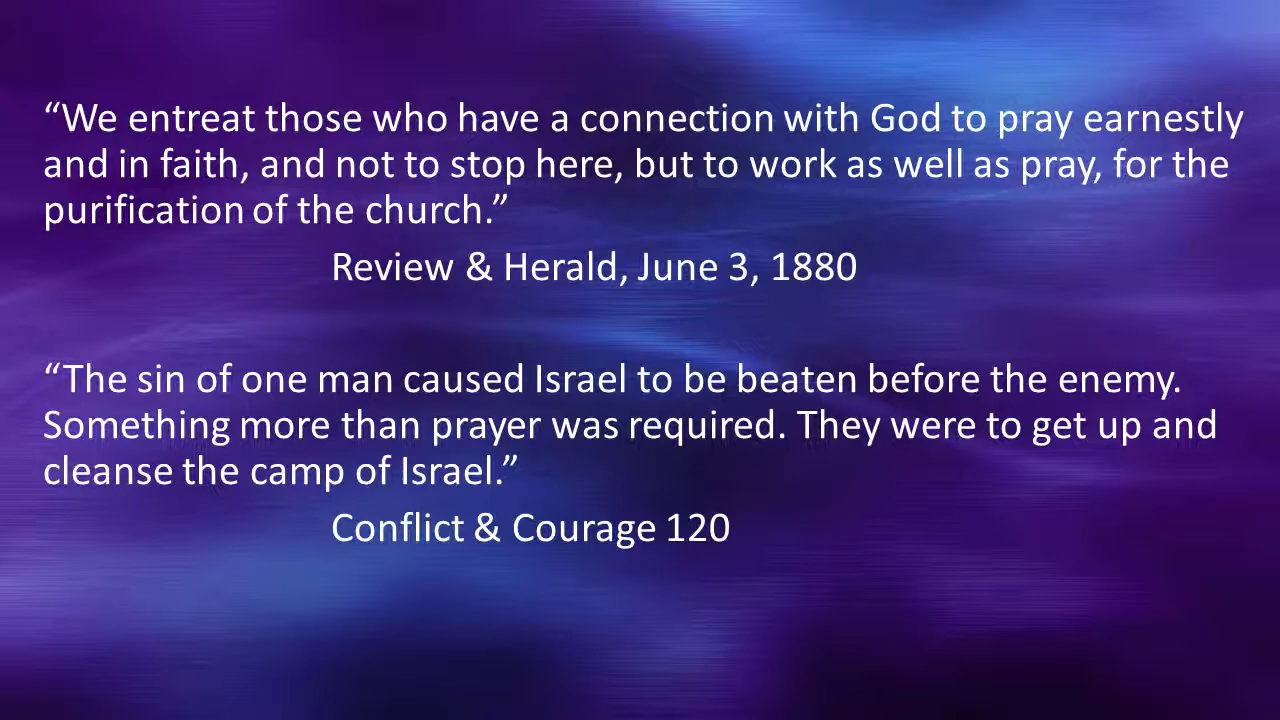 “We entreat those who have a connection with God to pray earnestly
and in faith, and not to stop here, but to work as well as pray, for the
purification of the church.”
Review & Herald, June 3, 1880
“The sin of one man caused Israel to be beaten before the enemy.
Something more than prayer was required. They were to get up and
cleanse the camp of Israel.”
Conflict & Courage 120